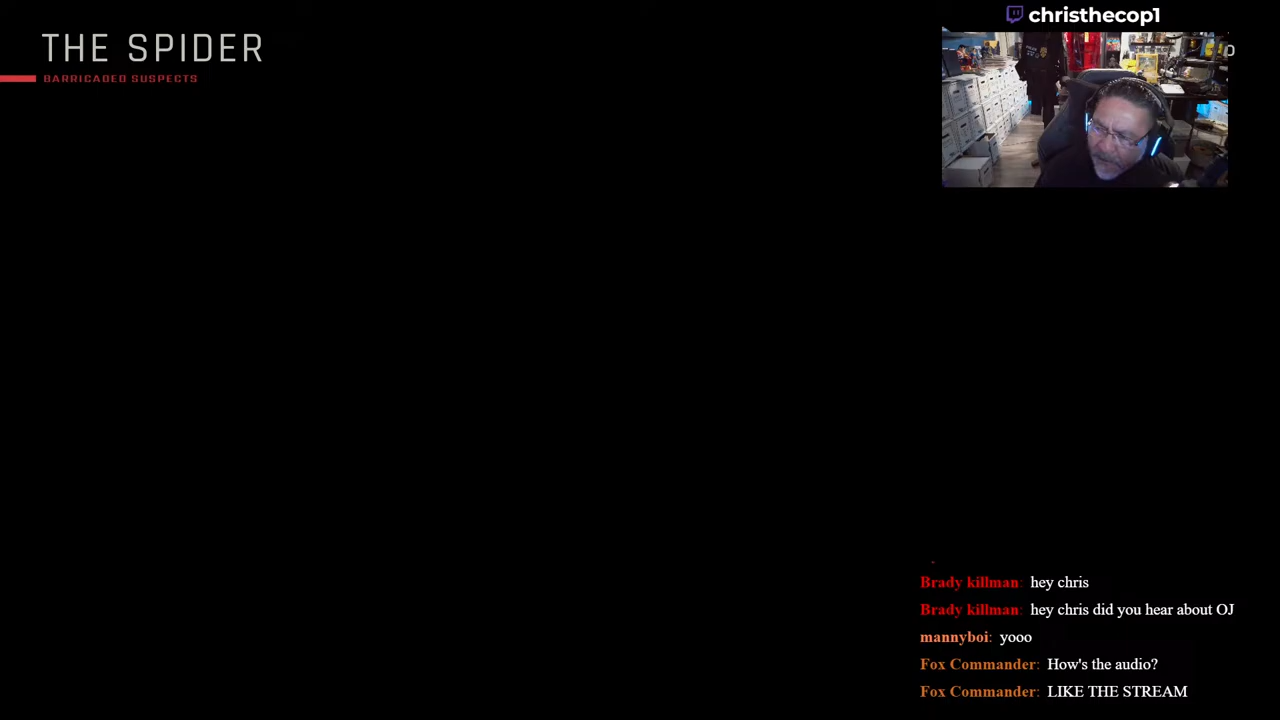 THE SPIDER
BARRICADED SUSPECTS
christhecop1
Brady killman: hey chris
Brady killman: hey chris did you hear about OJ
mannyboi: yooo
Fox Commander: How's the audio?
Fox Commander: LIKE THE STREAM